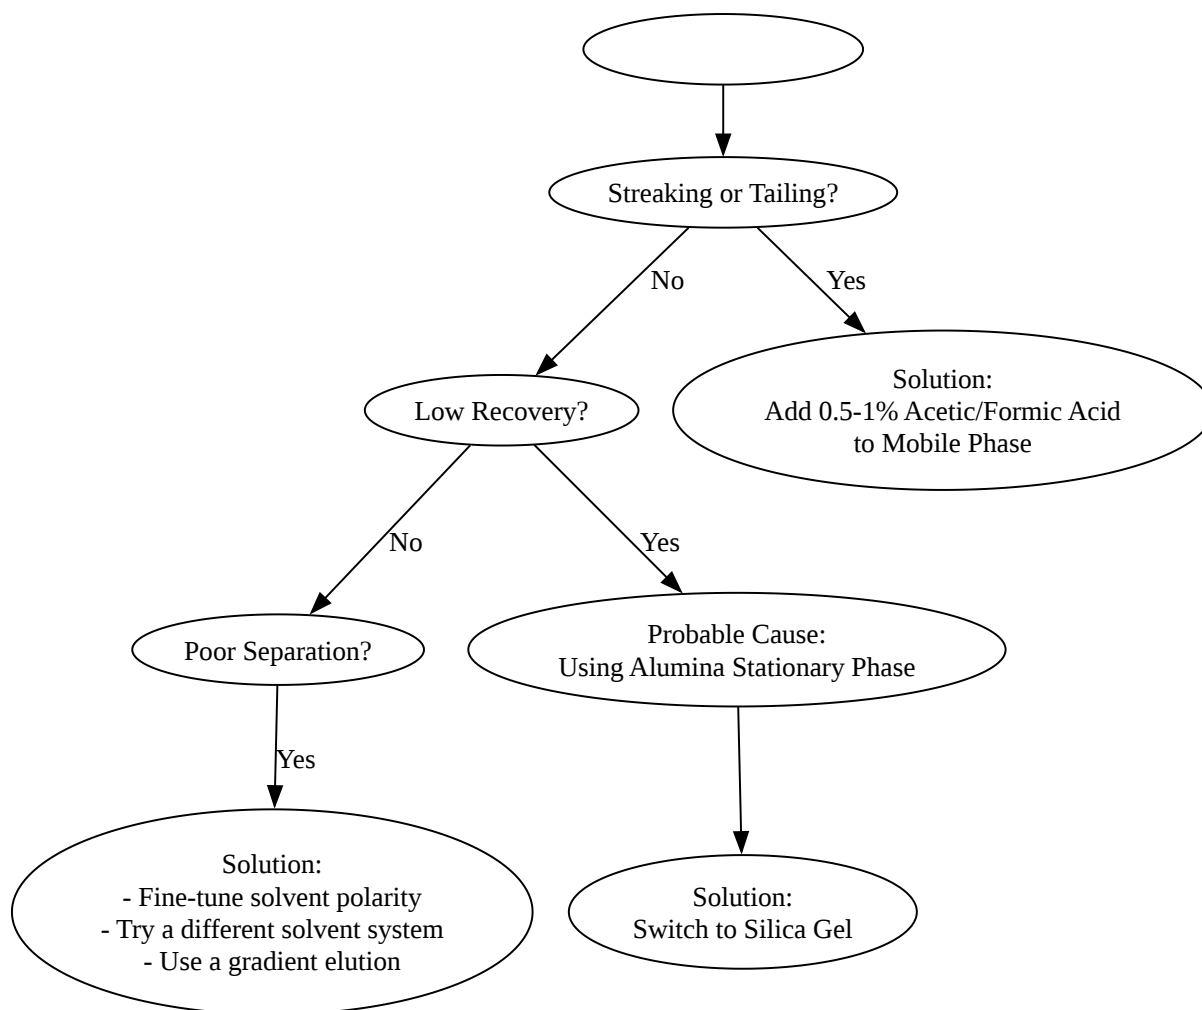 Streaking or Tailing?
No
Yes
Solution:
Add 0.5-1% Acetic/Formic Acid
to Mobile Phase
Low Recovery?
No
Yes
Probable Cause:
Using Alumina Stationary Phase
Poor Separation?
Yes
Solution:
- Fine-tune solvent polarity
- Try a different solvent system
- Use a gradient elution
Solution:
Switch to Silica Gel